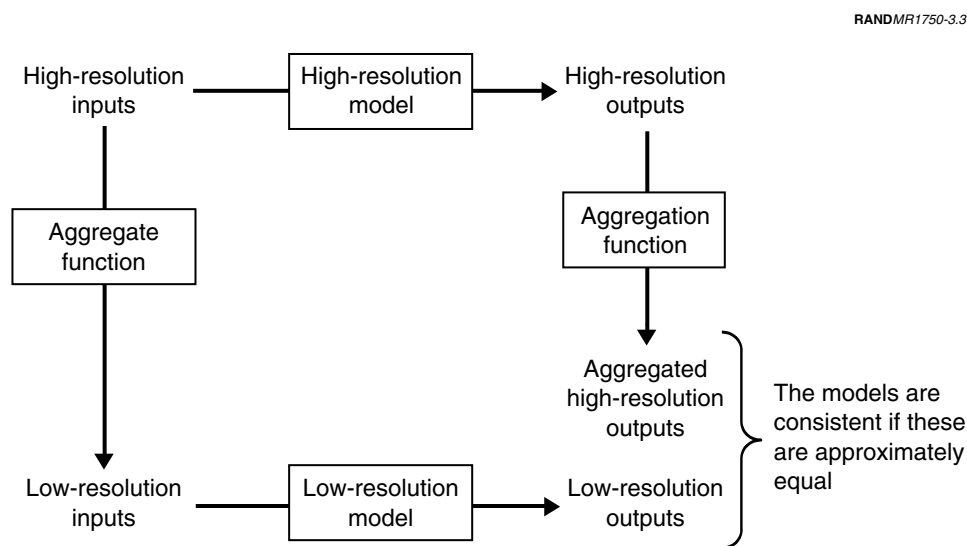 RANDMR1750-3.3
High-resolution
inputs
High-resolution
model
High-resolution
outputs
Aggregate
function
Aggregation
function
Aggregated
high-resolution
outputs
The models are
consistent if these
are approximately
equal
Low-resolution
inputs
Low-resolution
model
Low-resolution
outputs